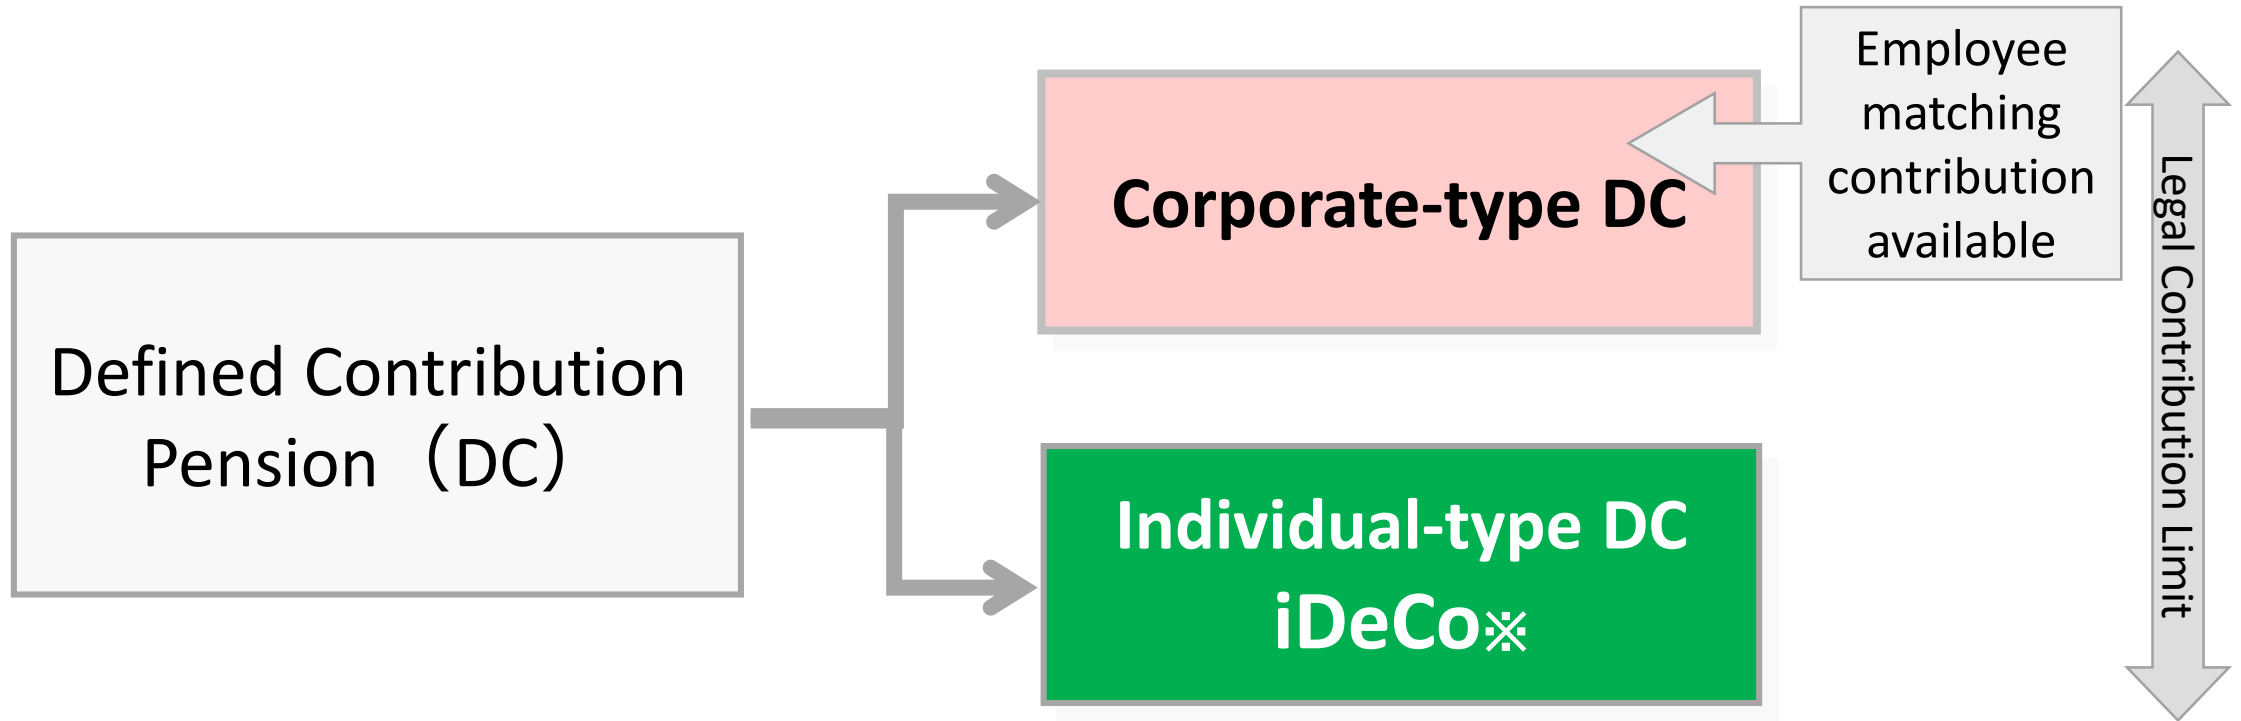 Defined Contribution
Pension（DC）
Corporate-type DC
Employee
matching
contribution
available
Individual-type DC
iDeCo※
Legal Contribution Limit